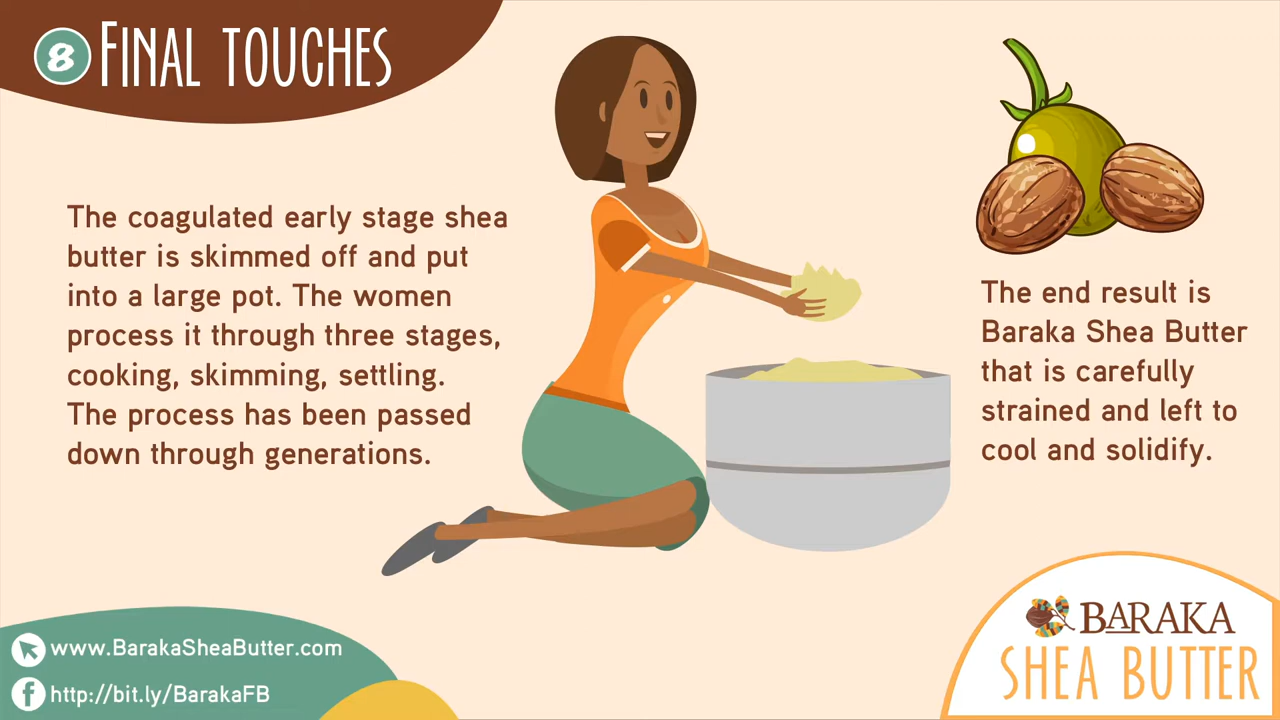 8 FINAL TOUCHES
The coagulated early stage shea
butter is skimmed off and put
into a large pot. The women
process it through three stages,
cooking, skimming, settling.
The process has been passed
down through generations.
The end result is
Baraka Shea Butter
that is carefully
strained and left to
cool and solidify.
www.BarakaSheaButter.com
http://bit.ly/BarakaFB
BARAKA
SHEA BUTTER